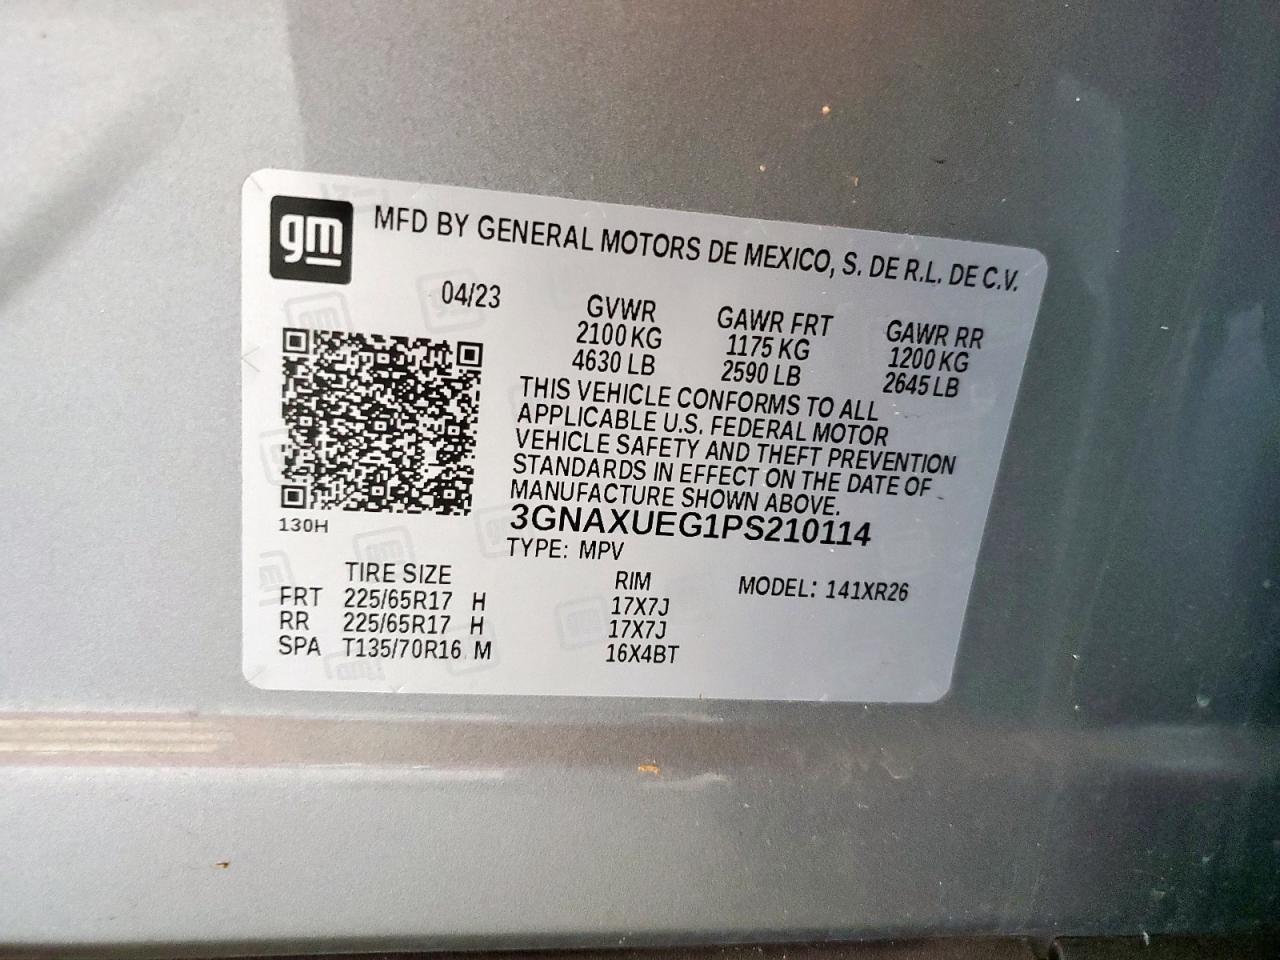 gm
MFD BY GENERAL MOTORS DE MEXICO, S. DE R.L. DE C.V.
04/23
GVWR GAWR FRT GAWR RR
2100 KG 1175 KG 1200 KG
4630 LB 2590 LB 2645 LB
THIS VEHICLE CONFORMS TO ALL
APPLICABLE U.S. FEDERAL MOTOR
VEHICLE SAFETY AND THEFT PREVENTION
STANDARDS IN EFFECT ON THE DATE OF
MANUFACTURE SHOWN ABOVE.
3GNAXUEG1PS210114
130H
TYPE: MPV
TIRE SIZE RIM MODEL: 141XR26
FRT 225/65R17 H 17X7J
RR 225/65R17 H 17X7J
SPA T135/70R16 M 16X4BT